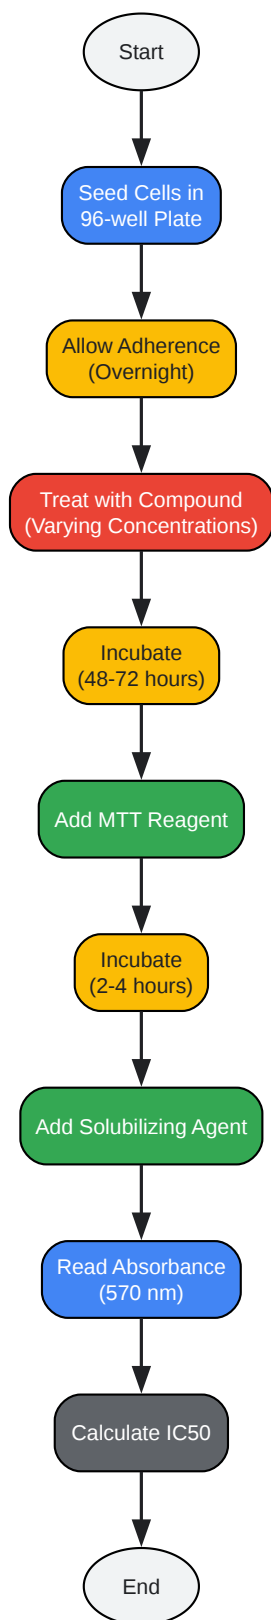 Start
Seed Cells in
96-well Plate
Allow Adherence
(Overnight)
Treat with Compound
(Varying Concentrations)
Incubate
(48-72 hours)
Add MTT Reagent
Incubate
(2-4 hours)
Add Solubilizing Agent
Read Absorbance
(570 nm)
Calculate IC50
End